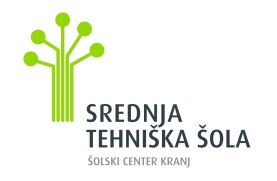 SREDNJA
TEHNIŠKA ŠOLA
ŠOLSKI CENTER KRANJ